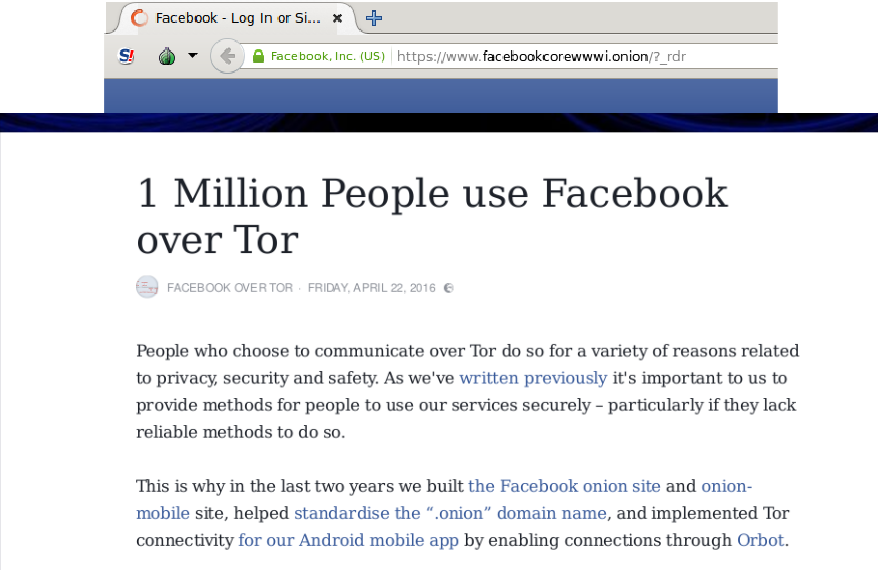 Facebook - Log In or Si...
S!
Facebook, Inc. (US) https://www.facebookcorewwwi.onion/?_rdr
1 Million People use Facebook
over Tor
FACEBOOK OVER TOR · FRIDAY, APRIL 22, 2016
People who choose to communicate over Tor do so for a variety of reasons related
to privacy, security and safety. As we've written previously it's important to us to
provide methods for people to use our services securely – particularly if they lack
reliable methods to do so.
This is why in the last two years we built the Facebook onion site and onion-
mobile site, helped standardise the “.onion” domain name, and implemented Tor
connectivity for our Android mobile app by enabling connections through Orbot.